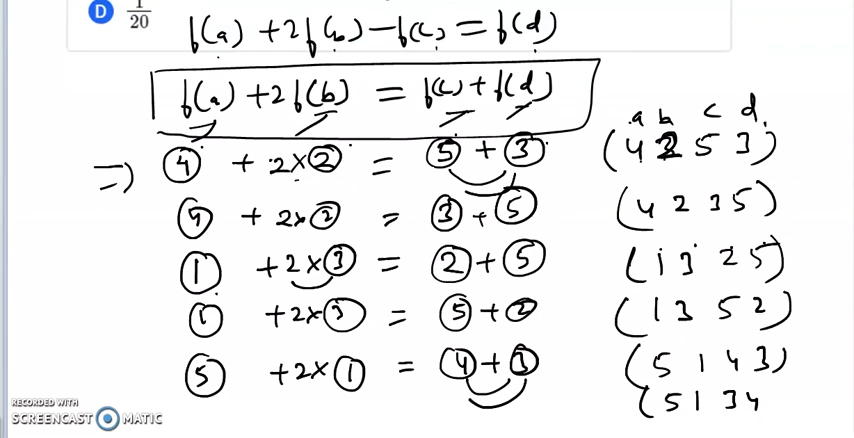 D 1/20
f(a) + 2f(b) - f(c) = f(d)
f(a) + 2f(b) = f(c) + f(d)
a b c d.
=) 4 + 2×2 = 5 + 3 (4 2 5 3)
4 + 2×2 = 3 + 5 (4 2 3 5)
1 + 2×3 = 2 + 5 (1 3 2 5)
1 + 2×3 = 5 + 2 (1 3 5 2)
5 + 2×1 = 4 + 3 (5 1 4 3)
(5 1 3 4
RECORDED WITH
SCREENCAST MATIC